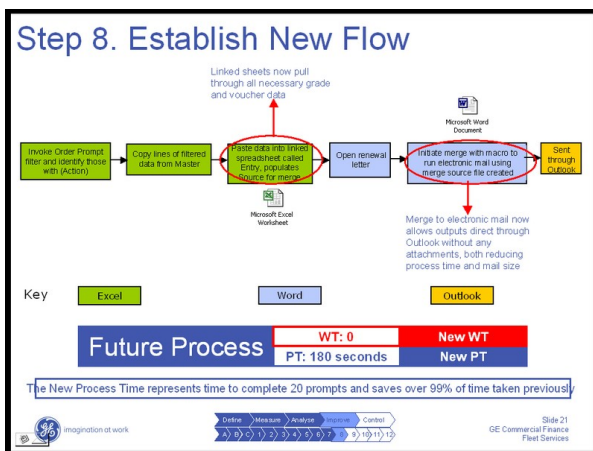 Step 8. Establish New Flow
Linked sheets now pull
through all necessary grade
and voucher data
Microsoft Word
Document
Invoke Order Prompt
filter and identify those
with (Action)
Copy lines of filtered
data from Master
Paste data into linked
spreadsheet called
Entry, populates
Source for merge
Open renewal
letter
Initiate merge with macro to
run electronic mail using
merge source file created
Sent
through
Outlook
Microsoft Excel
Worksheet
Merge to electronic mail now
allows outputs direct through
Outlook without any
attachments, both reducing
process time and mail size
Key
Excel
Word
Outlook
Future Process
WT: 0
New WT
PT: 180 seconds
New PT
The New Process Time represents time to complete 20 prompts and saves over 99% of time taken previously
imagination at work
Define Measure Analyse Improve Control
A B C 1 2 3 4 5 6 7 8 9 10 11 12
Slide 21
GE Commercial Finance
Fleet Services